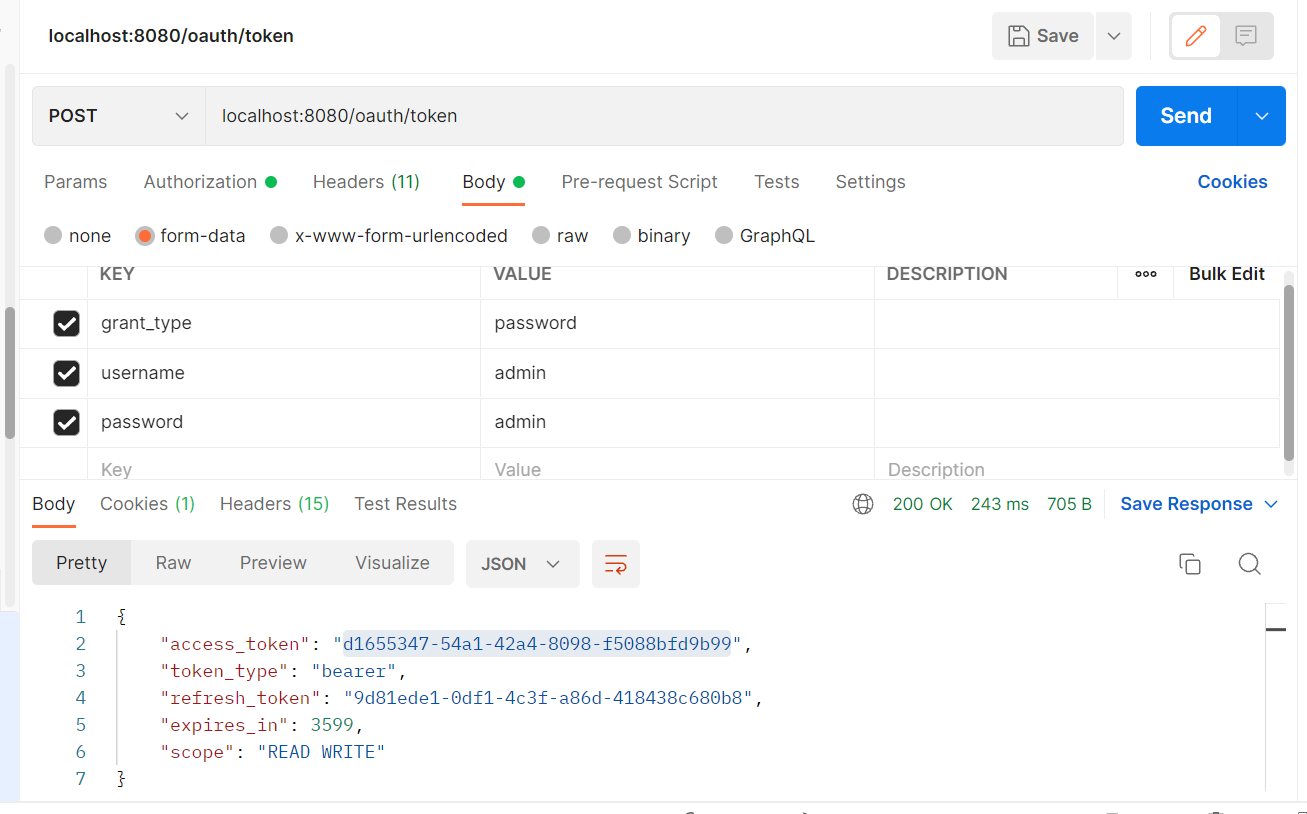 localhost:8080/oauth/token
Save
POST
localhost:8080/oauth/token
Send
Params Authorization Headers (11) Body Pre-request Script Tests Settings Cookies
none form-data x-www-form-urlencoded raw binary GraphQL
KEY VALUE DESCRIPTION ooo Bulk Edit
grant_type password
username admin
password admin
Key Value Description
Body Cookies (1) Headers (15) Test Results 200 OK 243 ms 705 B Save Response
Pretty Raw Preview Visualize JSON
1 {
2 "access_token": "d1655347-54a1-42a4-8098-f5088bfd9b99",
3 "token_type": "bearer",
4 "refresh_token": "9d81ede1-0df1-4c3f-a86d-418438c680b8",
5 "expires_in": 3599,
6 "scope": "READ WRITE"
7 }